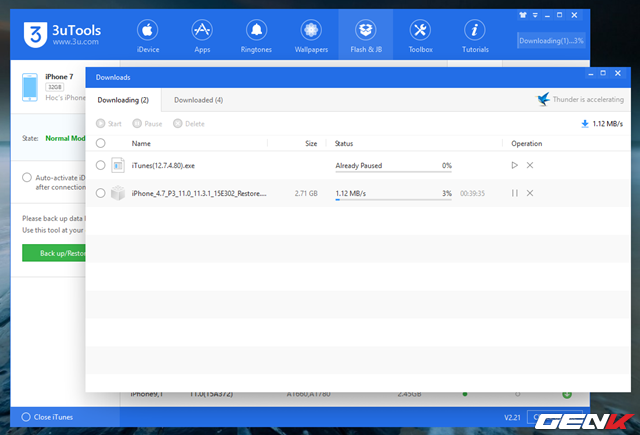 3uTools
www.3u.com
iDevice
Apps
Ringtones
Wallpapers
Flash & JB
Toolbox
Tutorials
Downloading(1)...3%
iPhone 7
32GB
Hoc's iPhone
State: Normal Mod
Auto-activate iD
after connection
Please back up data b
Use this tool at your
Back up/Restor
Downloads
Downloading (2)
Downloaded (4)
Thunder is accelerating
Start
Pause
Delete
1.12 MB/s
Name
Size
Status
Operation
iTunes(12.7.4.80).exe
Already Paused
0%
iPhone_4.7_P3_11.0_11.3.1_15E302_Restore....
2.71 GB
1.12 MB/s
3%
00:39:35
iPhone9,1
11.0(15A372)
A1660,A1780
2.45GB
0
Close iTunes
V2.21
GENK